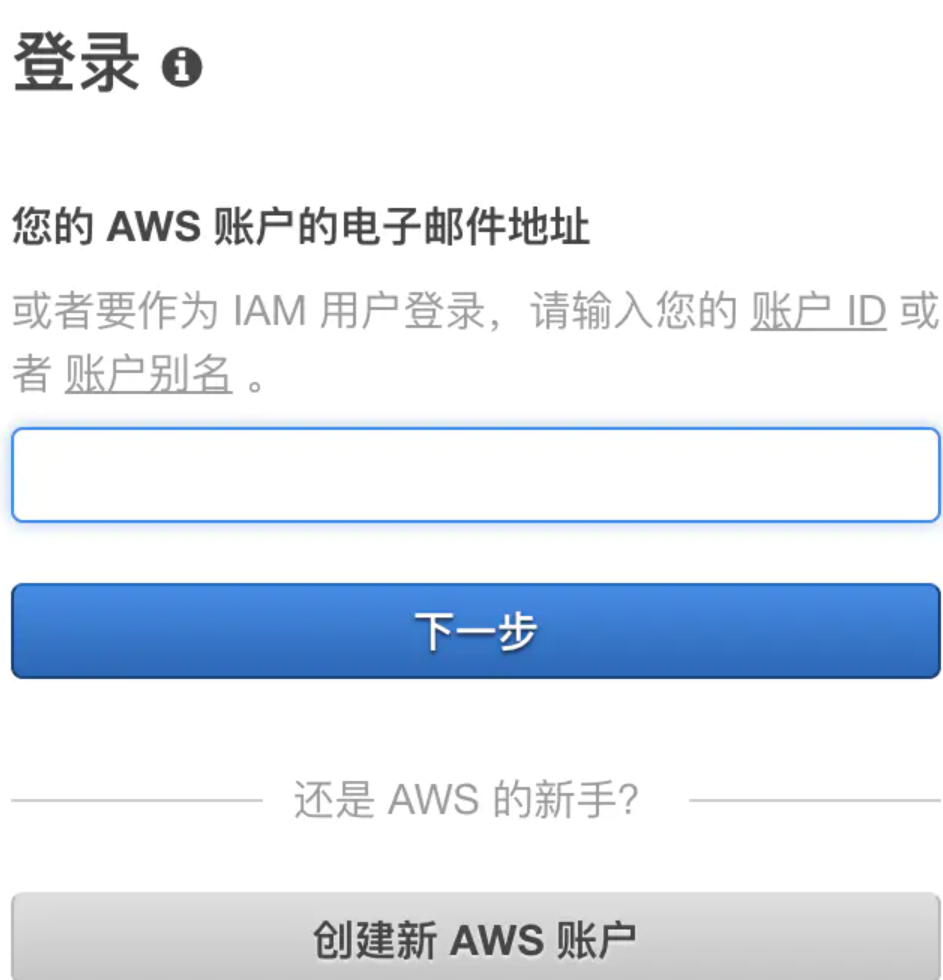 登录
您的 AWS 账户的电子邮件地址
或者要作为 IAM 用户登录，请输入您的 账户 ID 或
者 账户别名 。
下一步
还是 AWS 的新手?
创建新 AWS 账户